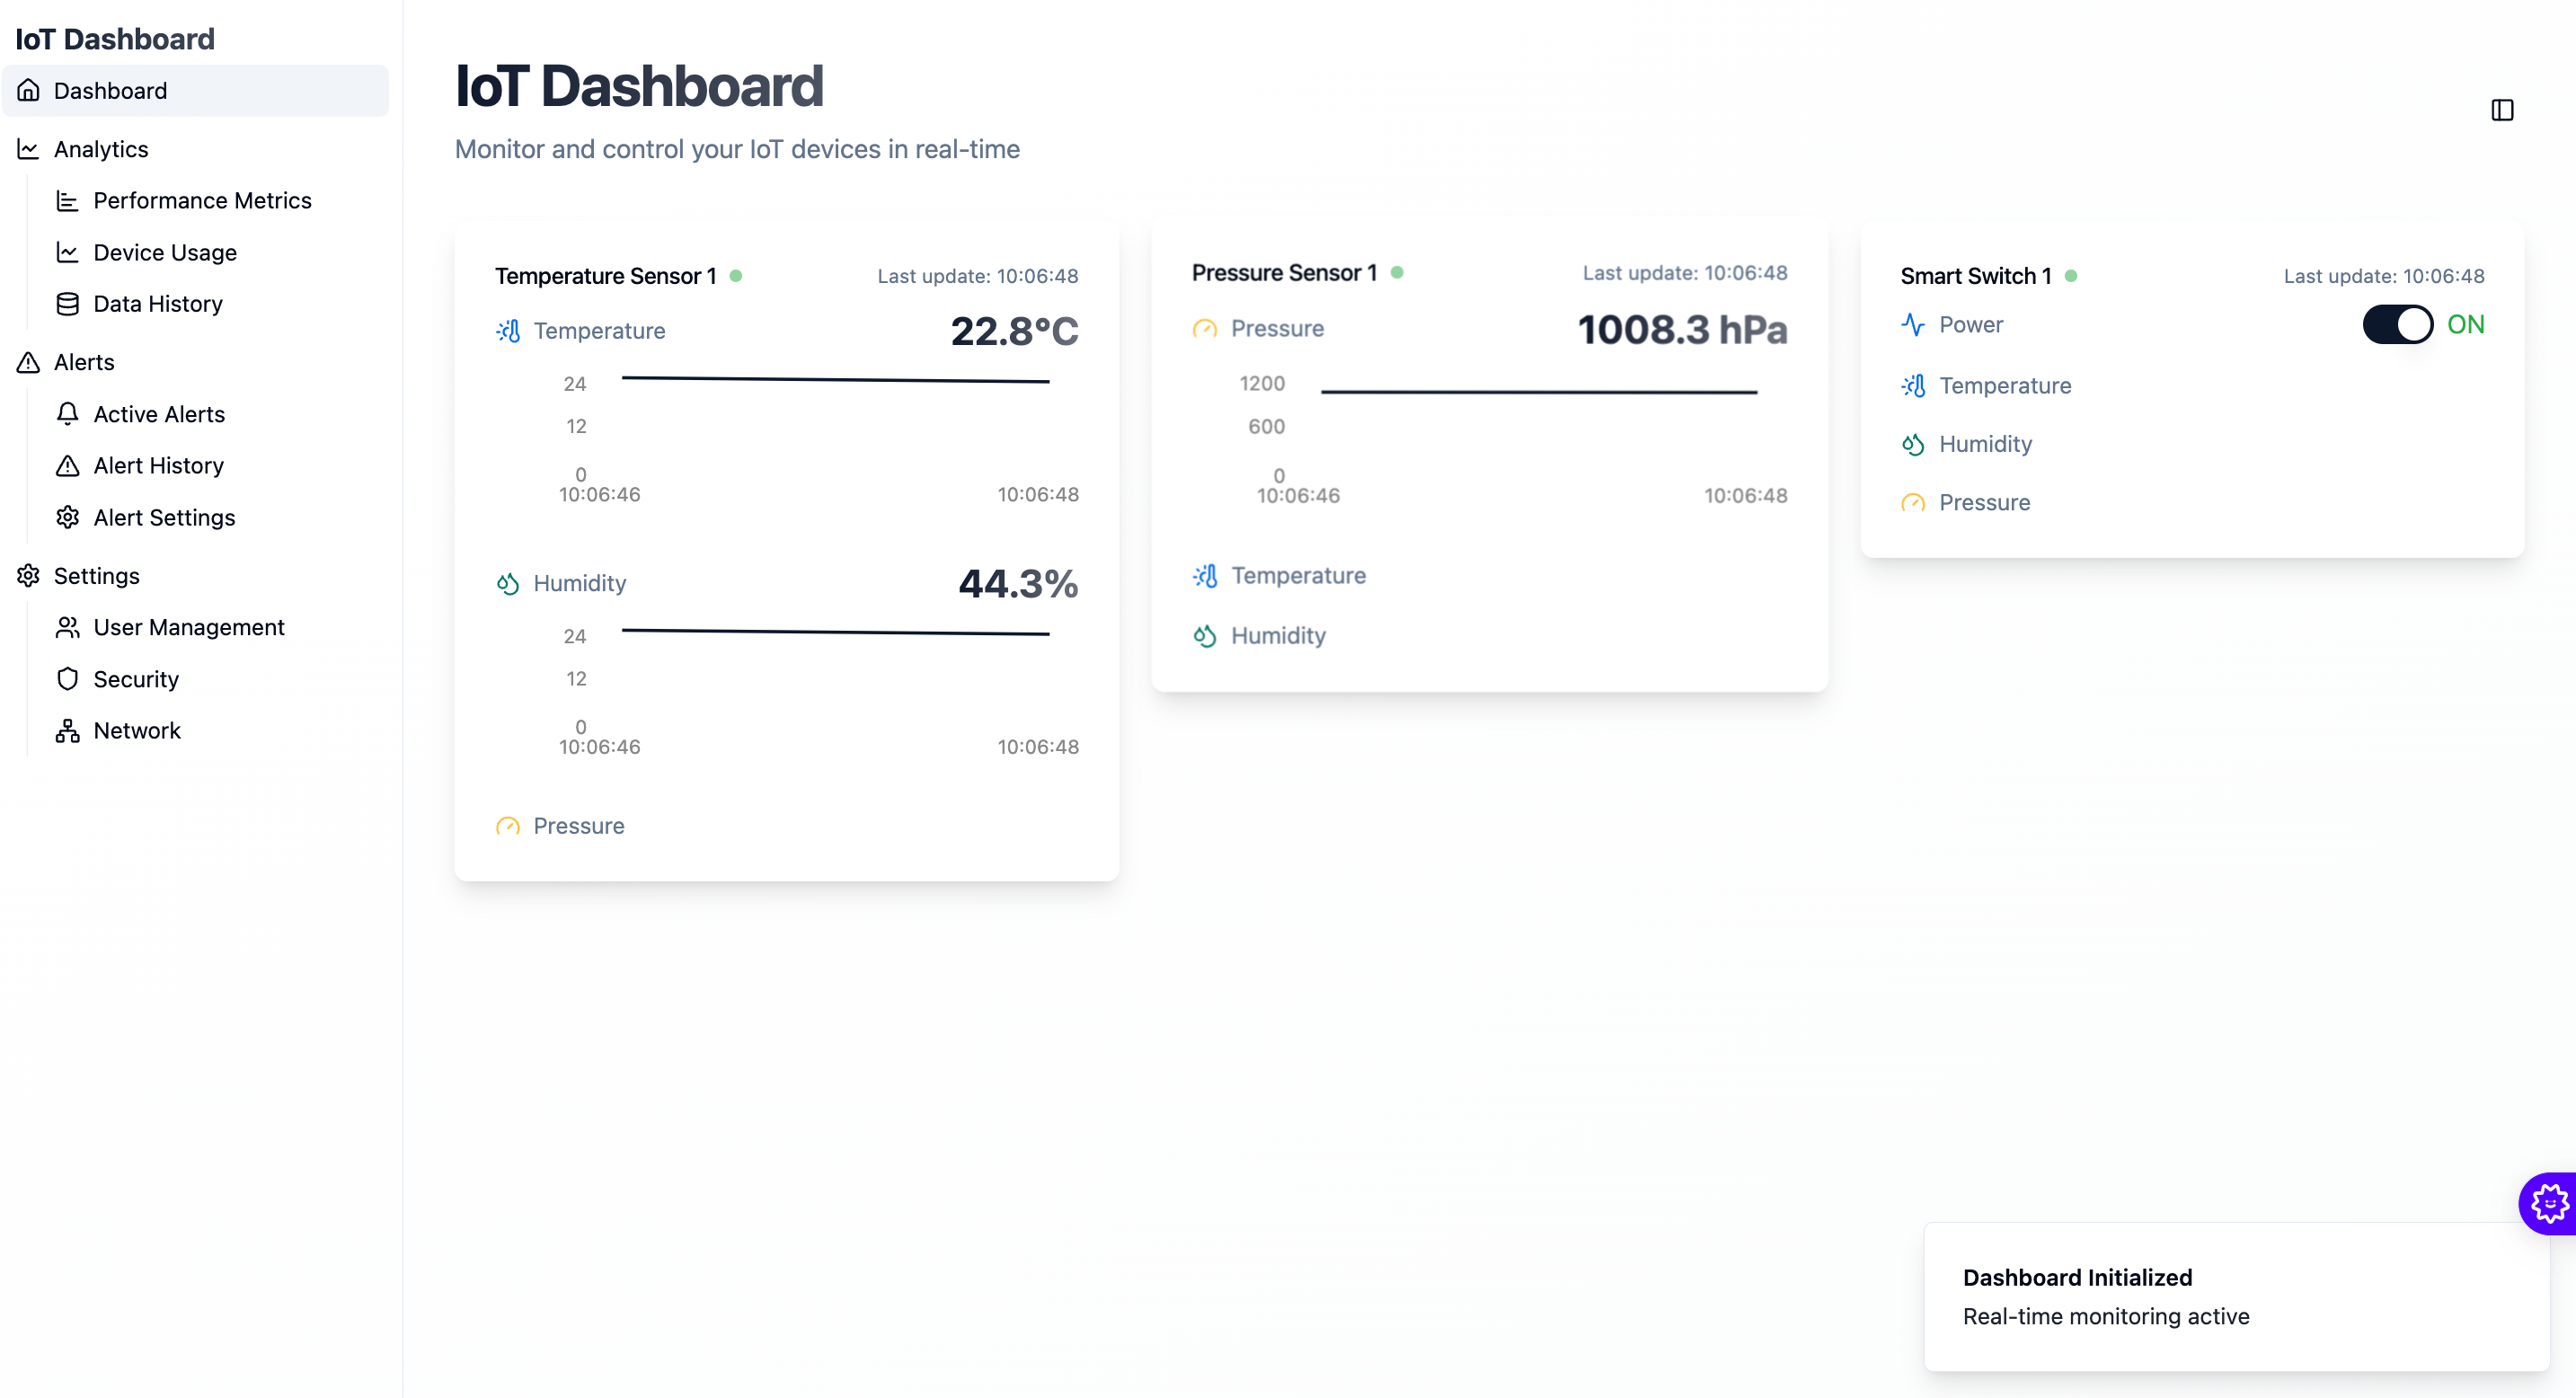 IoT Dashboard
Dashboard
Analytics
Performance Metrics
Device Usage
Data History
Alerts
Active Alerts
Alert History
Alert Settings
Settings
User Management
Security
Network
IoT Dashboard
Monitor and control your IoT devices in real-time
Temperature Sensor 1
Last update: 10:06:48
Temperature
22.8°C
24
12
0
10:06:46
10:06:48
Humidity
44.3%
24
12
0
10:06:46
10:06:48
Pressure
Pressure Sensor 1
Last update: 10:06:48
Pressure
1008.3 hPa
1200
600
0
10:06:46
10:06:48
Temperature
Humidity
Smart Switch 1
Last update: 10:06:48
Power
ON
Temperature
Humidity
Pressure
Dashboard Initialized
Real-time monitoring active